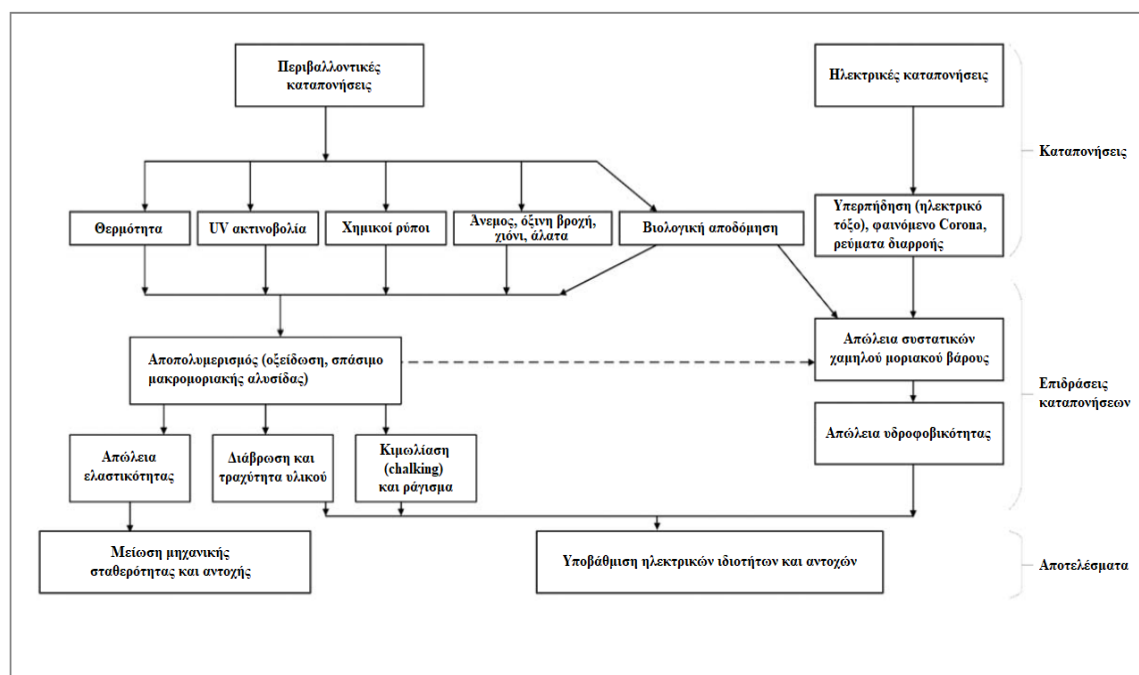 Περιβαλλοντικές
καταπονήσεις
Ηλεκτρικές καταπονήσεις
Καταπονήσεις
Θερμότητα
UV ακτινοβολία
Χημικοί ρύποι
Άνεμος, όξινη βροχή,
χιόνι, άλατα
Βιολογική αποδόμηση
Υπερπήδηση (ηλεκτρικό
τόξο), φαινόμενο Corona,
ρεύματα διαρροής
Αποπολυμερισμός (οξείδωση, σπάσιμο
μακρομοριακής αλυσίδας)
Απώλεια συστατικών
χαμηλού μοριακού βάρους
Επιδράσεις
καταπονήσεων
Απώλεια
ελαστικότητας
Διάβρωση και
τραχύτητα υλικού
Κιμωλίαση
(chalking)
και ράγισμα
Απώλεια υδροφοβικότητας
Μείωση μηχανικής
σταθερότητας και αντοχής
Υποβάθμιση ηλεκτρικών ιδιοτήτων και αντοχών
Αποτελέσματα